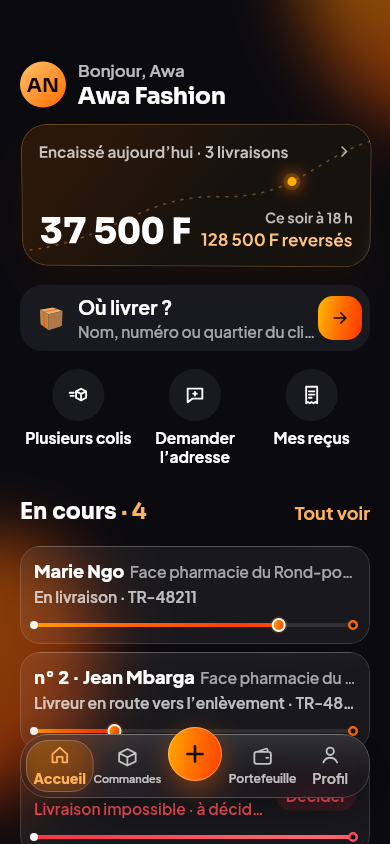 AN
Bonjour, Awa
Awa Fashion
Encaissé aujourd’hui · 3 livraisons
37 500 F
Ce soir à 18 h
128 500 F reversés
Où livrer ?
Nom, numéro ou quartier du cli…
Plusieurs colis
Demander
l’adresse
Mes reçus
En cours · 4
Tout voir
Marie Ngo Face pharmacie du Rond-po…
En livraison · TR-48211
n° 2 · Jean Mbarga Face pharmacie du …
Livreur en route vers l’enlèvement · TR-48…
Accueil
Commandes
Portefeuille
Profil
Livraison impossible · à décid…
Décider